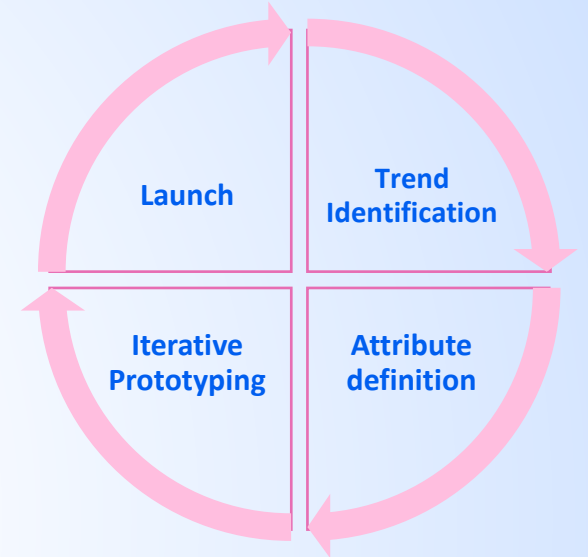 Launch
Trend
Identification
Iterative
Prototyping
Attribute
definition